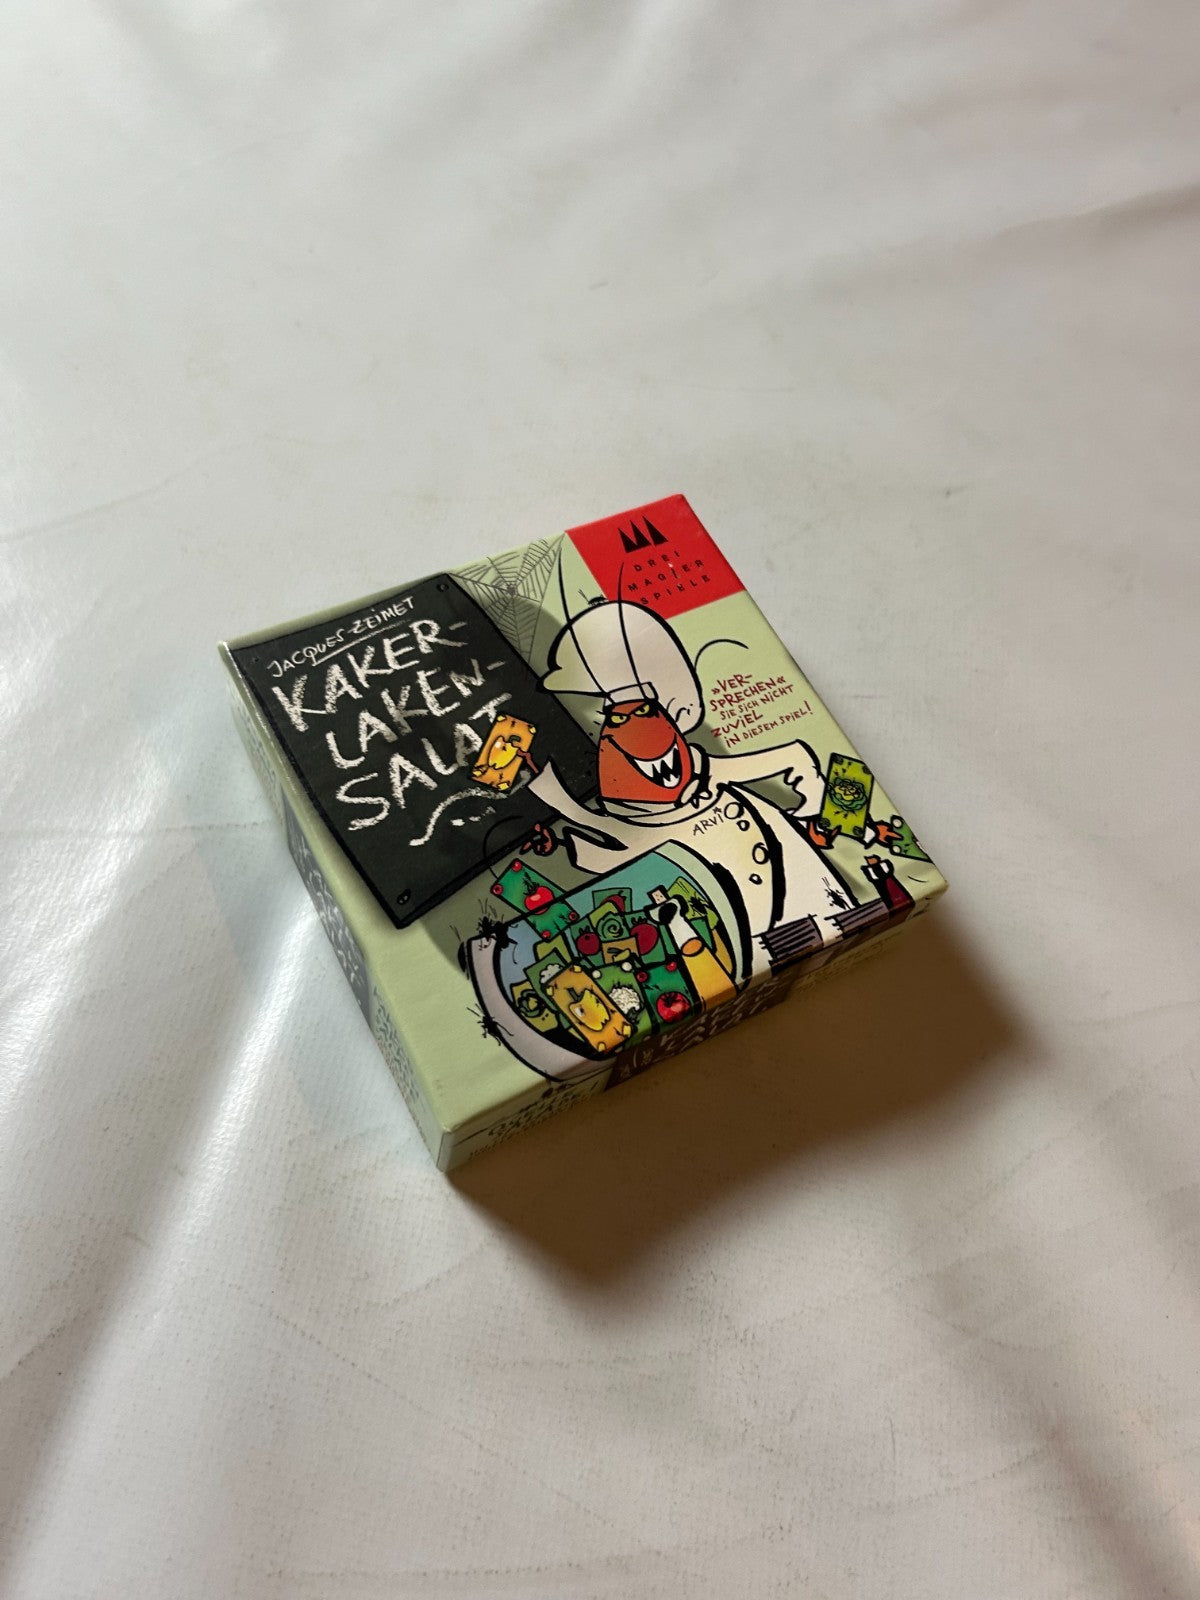 JACQUES ZEIMET
KAKER-
LAKEN-
SALAT
DREI
MAGIER
SPIELE
»VER-
SPRECHEN«
SIE SICH NICHT
ZUVIEL
iN DIESEM SPIEL!
ARVi